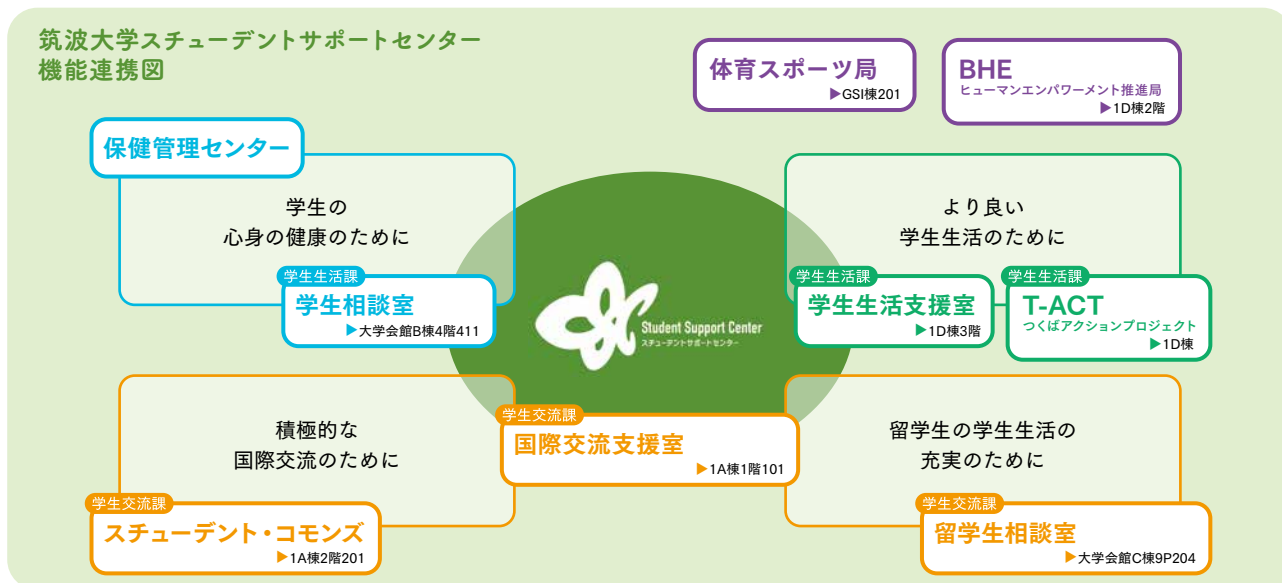 筑波大学スチューデントサポートセンター
機能連携図
体育スポーツ局
▶GSI棟201
BHE
ヒューマンエンパワーメント推進局
▶1D棟2階
保健管理センター
学生の
心身の健康のために
学生生活課
学生相談室
▶大学会館B棟4階411
より良い
学生生活のために
学生生活課
学生生活支援室
▶1D棟3階
学生生活課
T-ACT
つくばアクションプロジェクト
▶1D棟
Student Support Center
スチューデントサポートセンター
積極的な
国際交流のために
学生交流課
スチューデント・コモンズ
▶1A棟2階201
学生交流課
国際交流支援室
▶1A棟1階101
留学生の学生生活の
充実のために
学生交流課
留学生相談室
▶大学会館C棟9P204